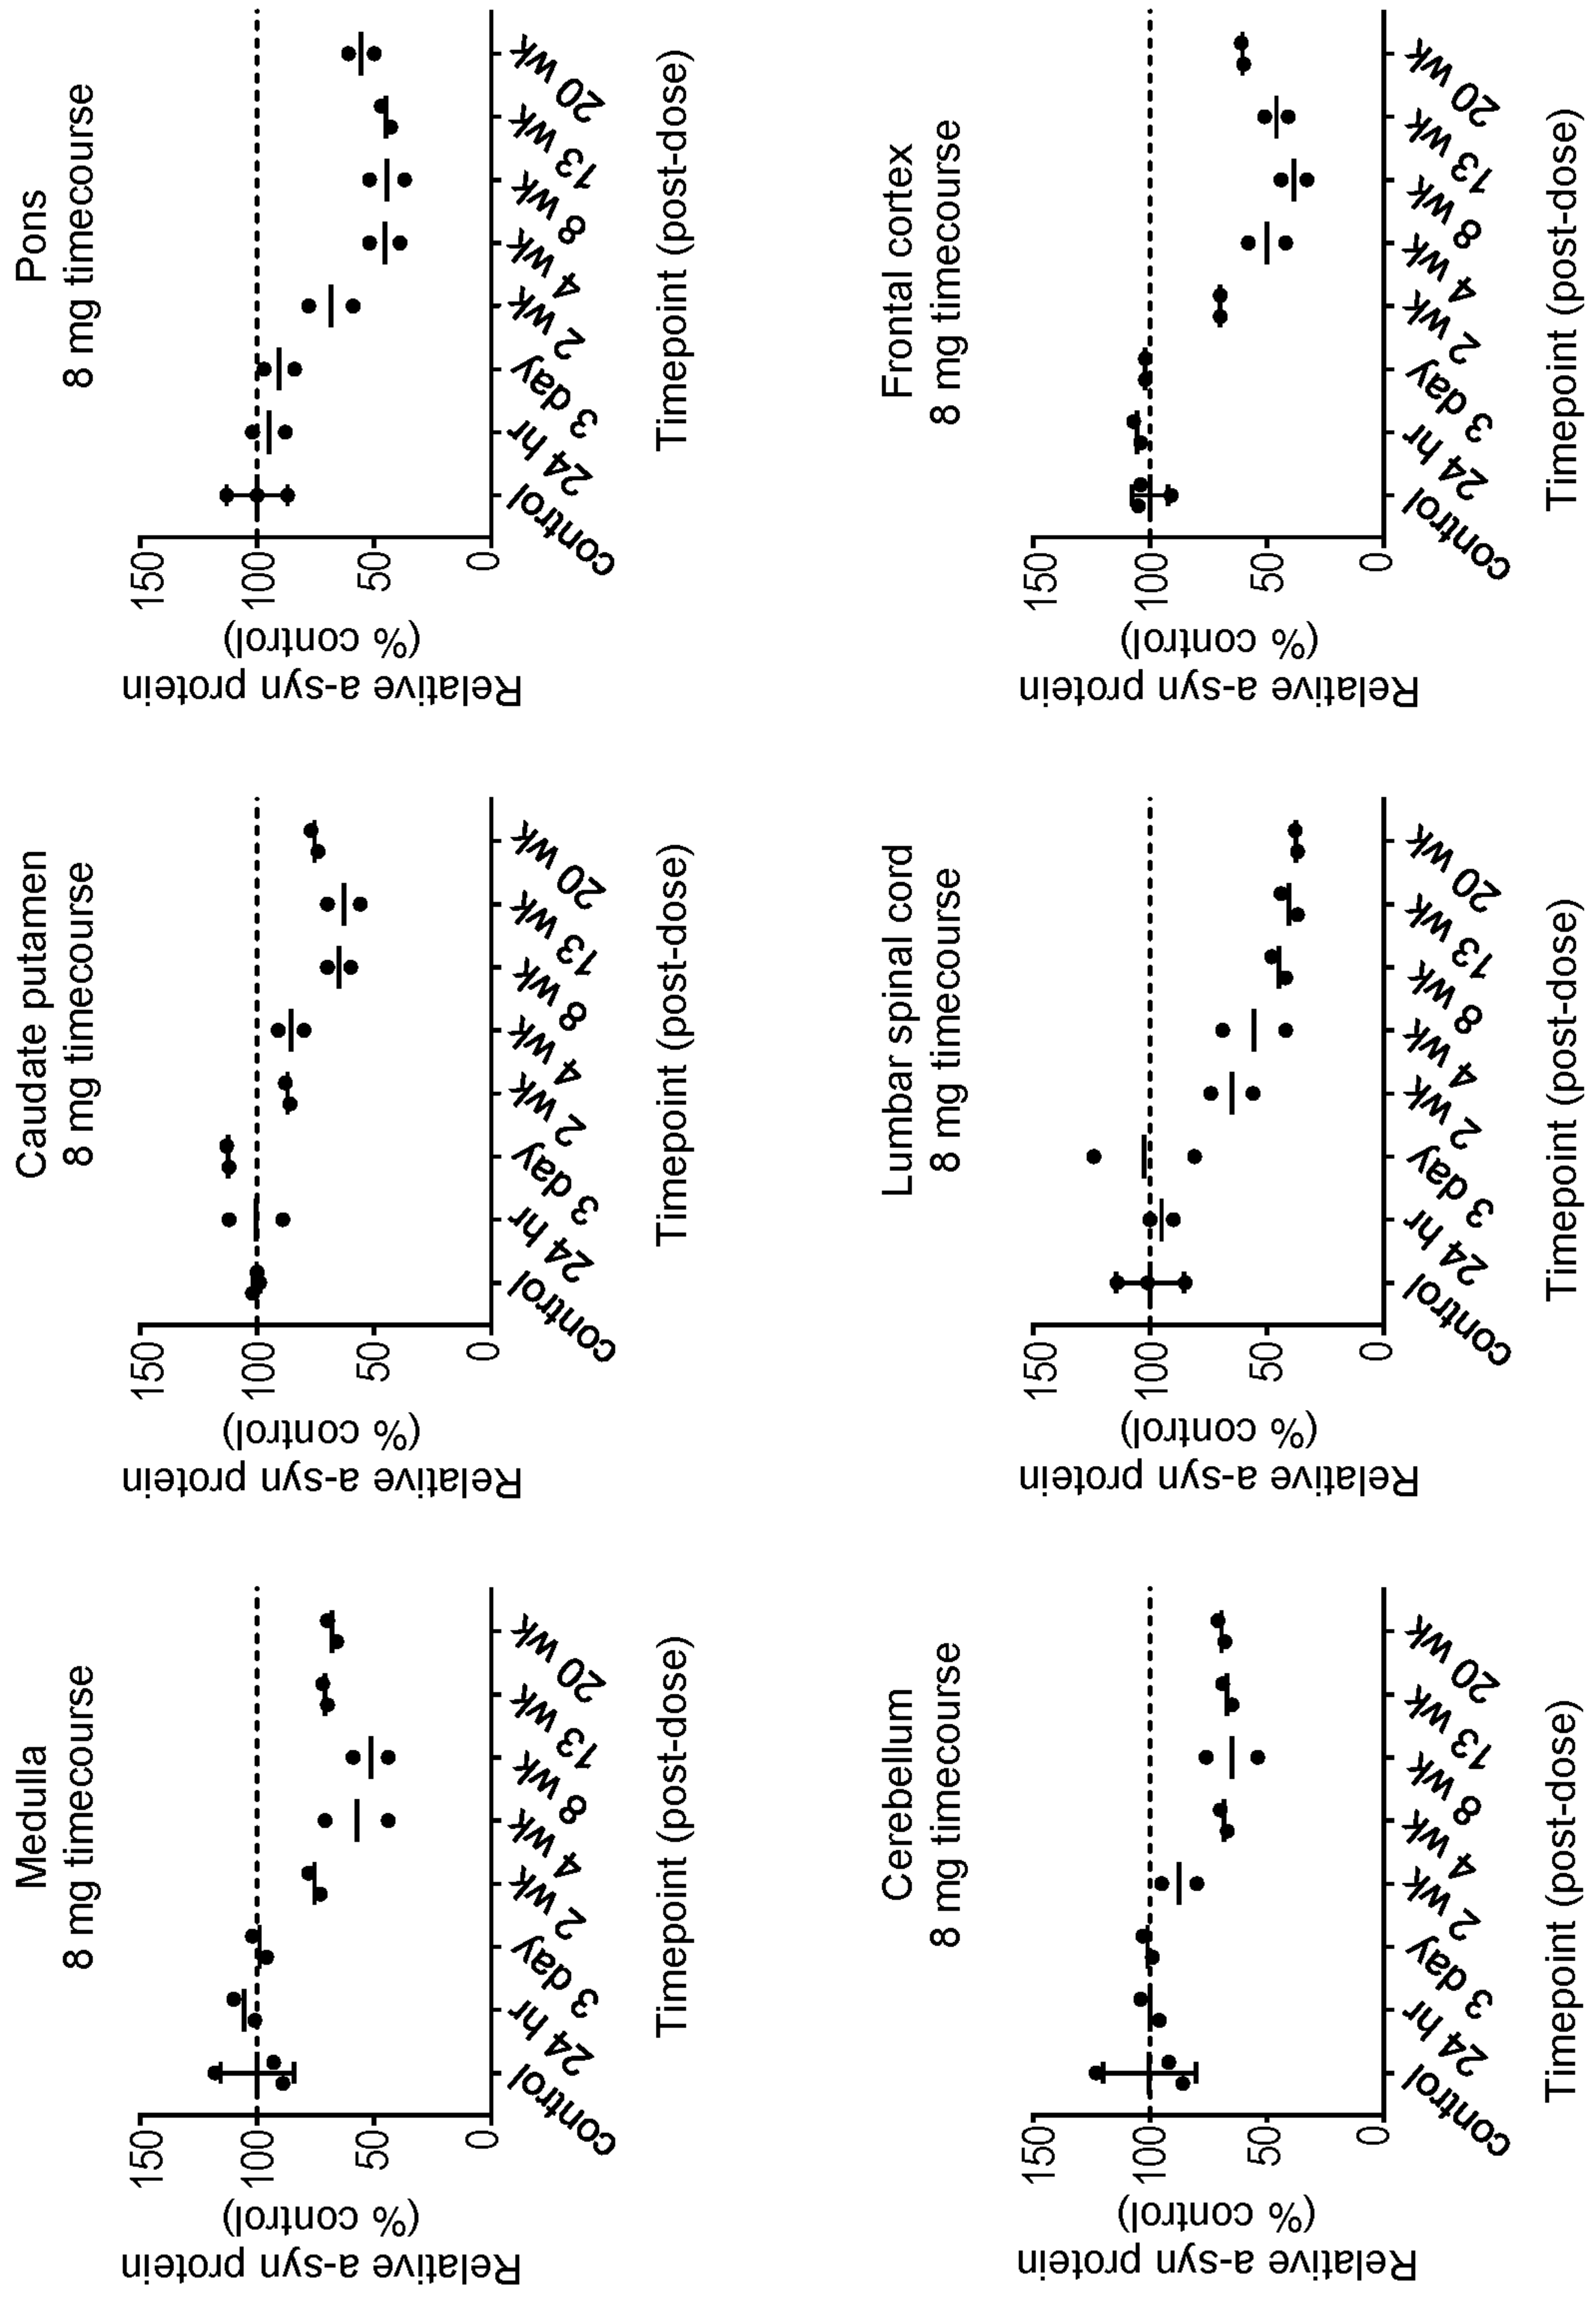 Medulla
8 mg timecourse
Relative a-syn protein
(% control)
150
100
50
0
control
24 hr
3 day
2 wk
4 wk
8 wk
13 wk
20 wk
Timepoint (post-dose)
Caudate putamen
8 mg timecourse
Relative a-syn protein
(% control)
150
100
50
0
control
24 hr
3 day
2 wk
4 wk
8 wk
13 wk
20 wk
Timepoint (post-dose)
Pons
8 mg timecourse
Relative a-syn protein
(% control)
150
100
50
0
control
24 hr
3 day
2 wk
4 wk
8 wk
13 wk
20 wk
Timepoint (post-dose)
Cerebellum
8 mg timecourse
Relative a-syn protein
(% control)
150
100
50
0
control
24 hr
3 day
2 wk
4 wk
8 wk
13 wk
20 wk
Timepoint (post-dose)
Lumbar spinal cord
8 mg timecourse
Relative a-syn protein
(% control)
150
100
50
0
control
24 hr
3 day
2 wk
4 wk
8 wk
13 wk
20 wk
Timepoint (post-dose)
Frontal cortex
8 mg timecourse
Relative a-syn protein
(% control)
150
100
50
0
control
24 hr
3 day
2 wk
4 wk
8 wk
13 wk
20 wk
Timepoint (post-dose)